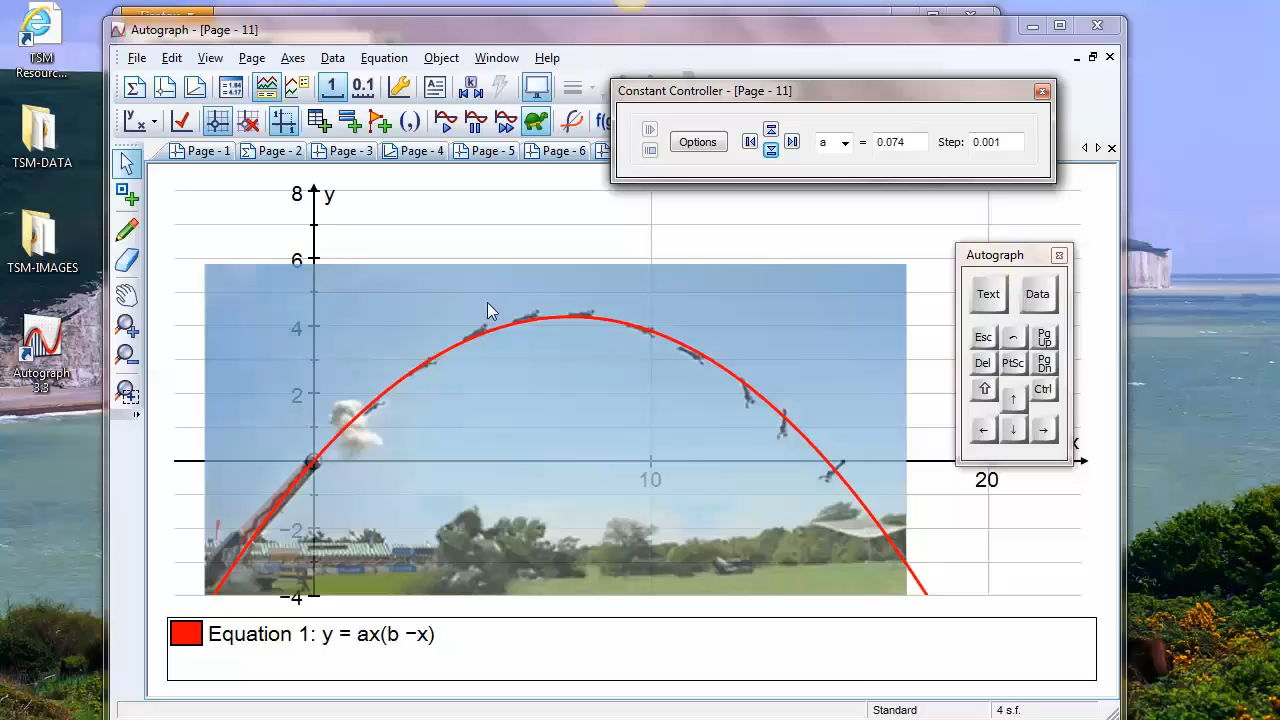 TSM
Resourc...
TSM-DATA
TSM-IMAGES
Autograph
3.3
Autograph - [Page - 11]
File Edit View Page Axes Data Equation Object Window Help
Constant Controller - [Page - 11]
Options a = 0.074 Step: 0.001
Page - 1 Page - 2 Page - 3 Page - 4 Page - 5 Page - 6
8 y
6
4
2
−2
−4
10
20
x
Autograph
Text Data
Esc Pg Up
Del PtSc Pg Dn
Ctrl
Equation 1: y = ax(b −x)
Standard 4 s.f.